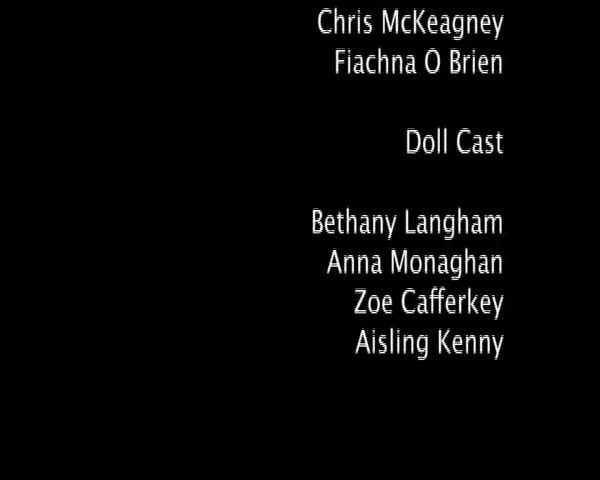 Chris McKeagney
Fiachna O Brien
Doll Cast
Bethany Langham
Anna Monaghan
Zoe Cafferkey
Aisling Kenny